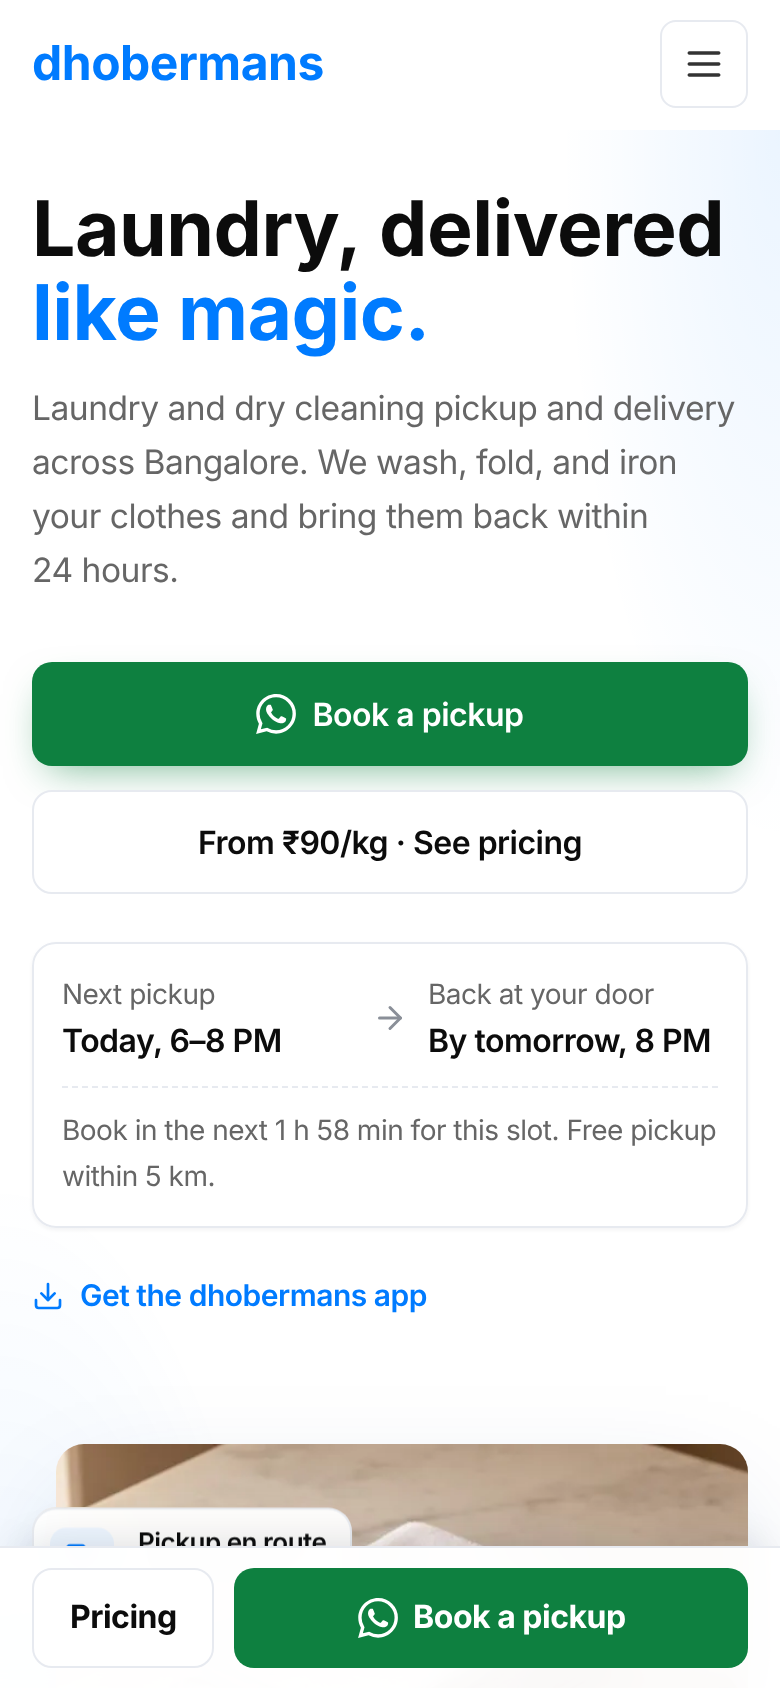 dhobermans
Laundry, delivered
like magic.
Laundry and dry cleaning pickup and delivery
across Bangalore. We wash, fold, and iron
your clothes and bring them back within
24 hours.
Book a pickup
From ₹90/kg · See pricing
Next pickup
Today, 6–8 PM
Back at your door
By tomorrow, 8 PM
Book in the next 1 h 58 min for this slot. Free pickup
within 5 km.
Get the dhobermans app
Pickup en route
Pricing
Book a pickup